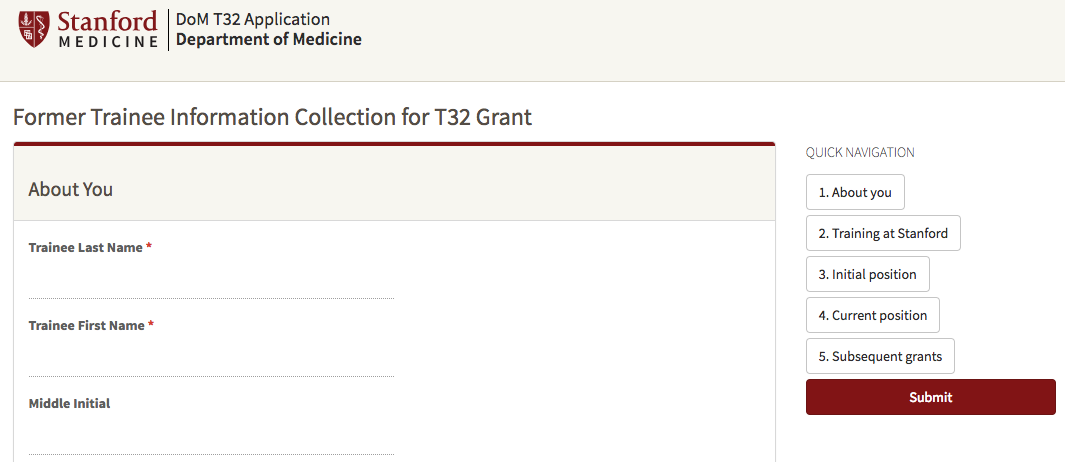 Stanford
MEDICINE
DoM T32 Application
Department of Medicine
Former Trainee Information Collection for T32 Grant
About You
Trainee Last Name *
Trainee First Name *
Middle Initial
QUICK NAVIGATION
1. About you
2. Training at Stanford
3. Initial position
4. Current position
5. Subsequent grants
Submit